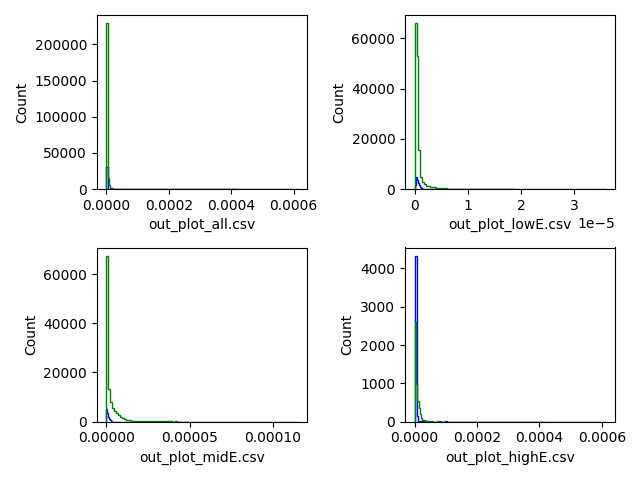 200000
150000
100000
50000
0
Count
0.0000 0.0002 0.0004 0.0006
out_plot_all.csv
60000
40000
20000
0
Count
0 1 2 3
1e−5
out_plot_lowE.csv
60000
40000
20000
0
Count
0.00000 0.00005 0.00010
out_plot_midE.csv
4000
3000
2000
1000
0
Count
0.0000 0.0002 0.0004 0.0006
out_plot_highE.csv